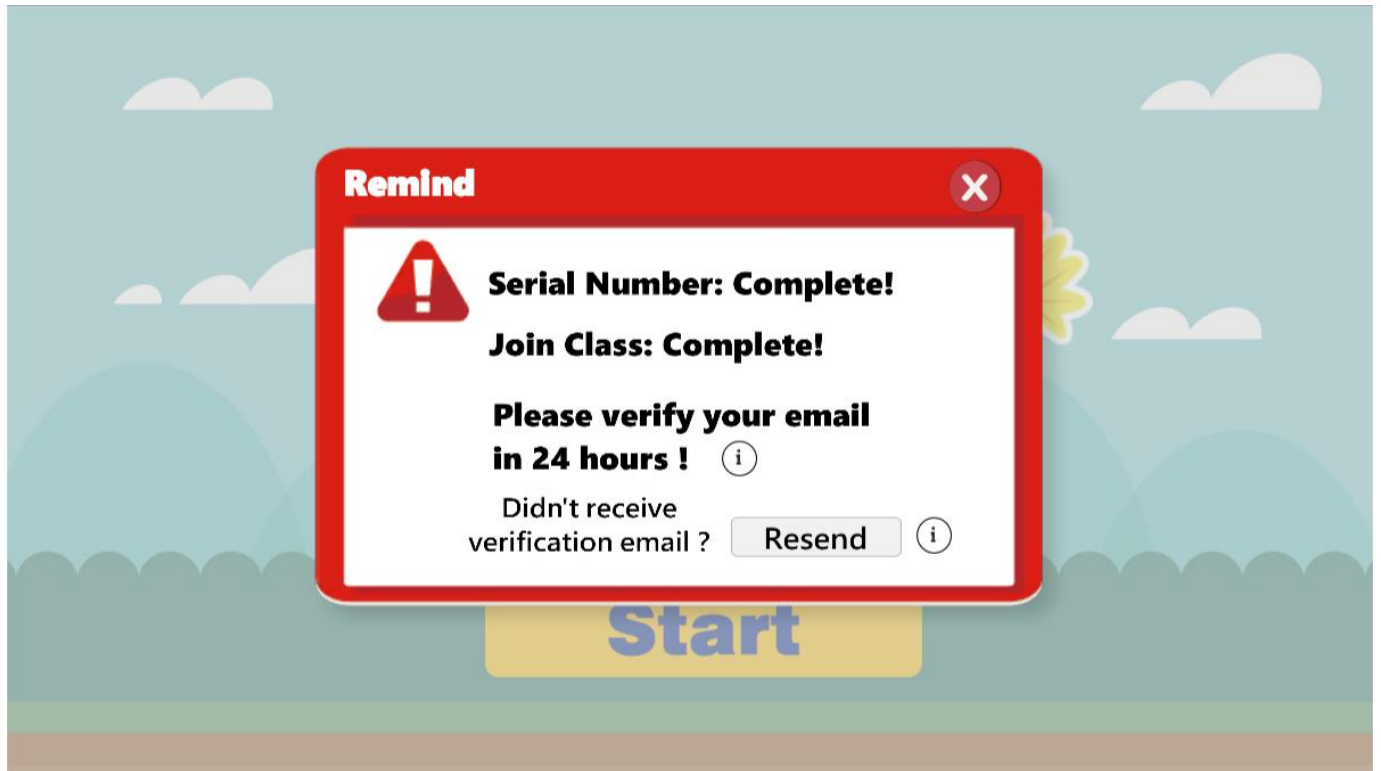 Remind
Serial Number: Complete!
Join Class: Complete!
Please verify your email
in 24 hours !
i
Didn't receive
verification email ?
Resend
i
Start